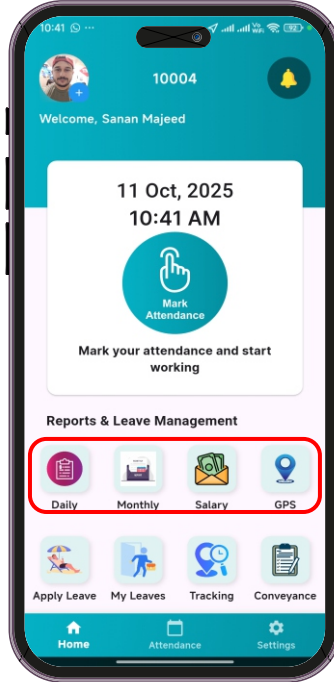 10:41
92
10004
Welcome, Sanan Majeed
11 Oct, 2025
10:41 AM
Mark
Attendance
Mark your attendance and start
working
Reports & Leave Management
Daily Monthly Salary GPS
Apply Leave My Leaves Tracking Conveyance
Home Attendance Settings